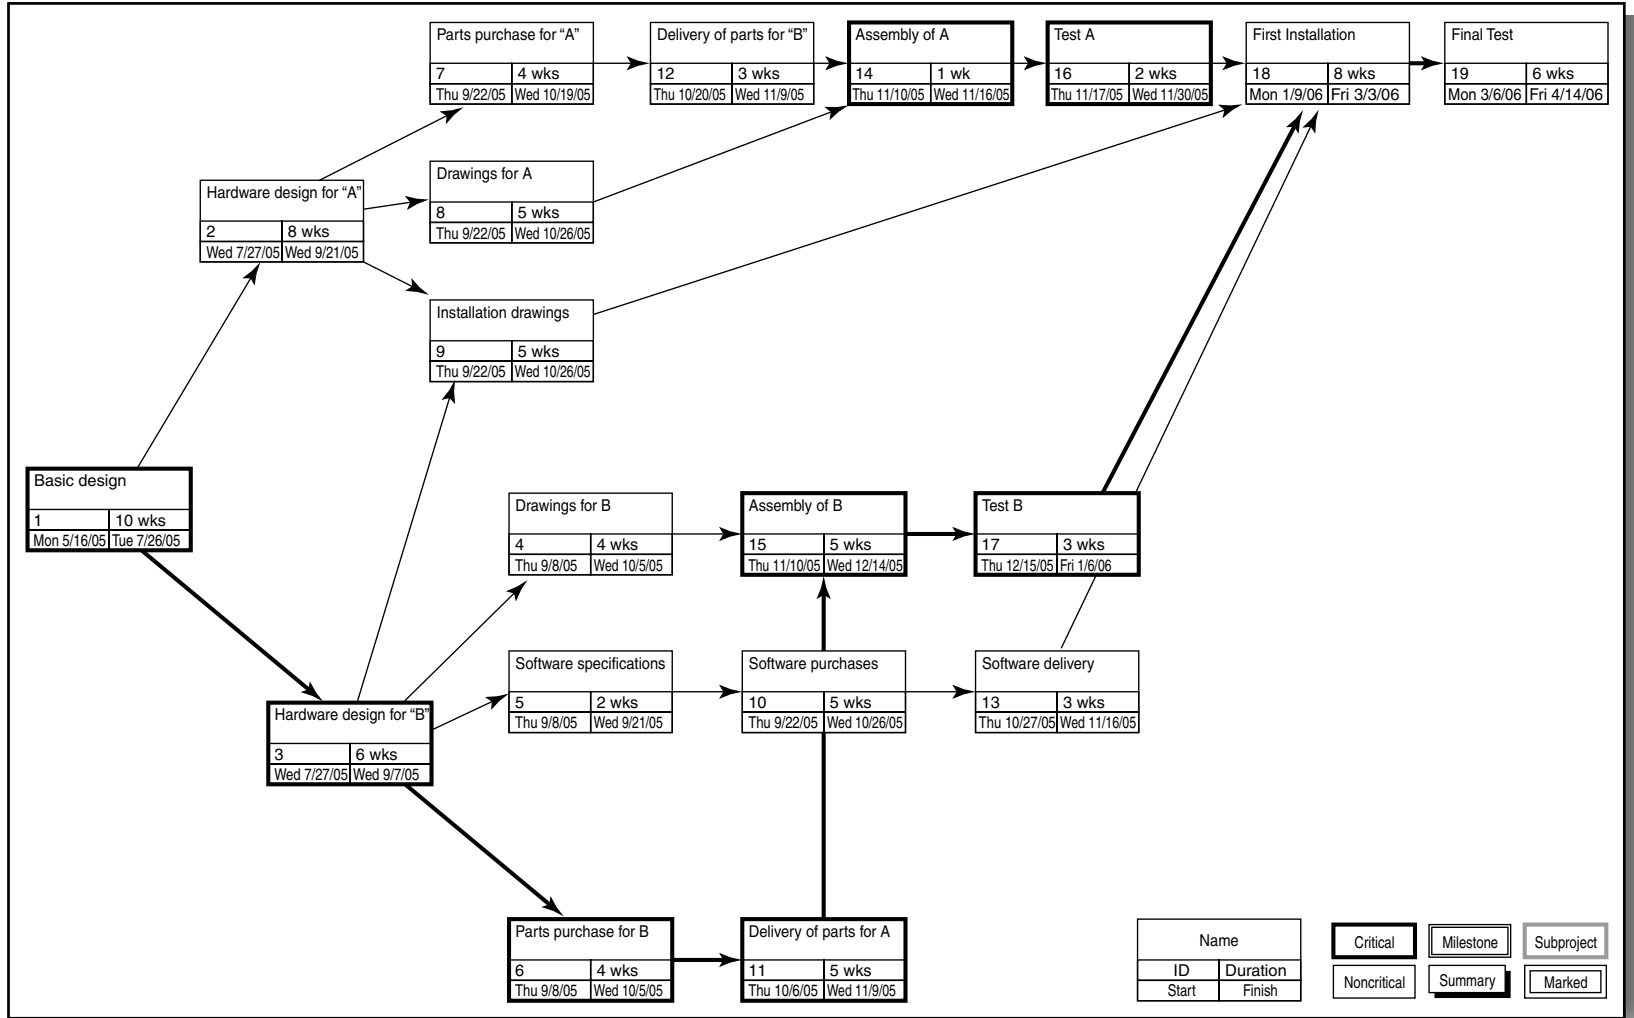 Parts purchase for “A”
7 4 wks
Thu 9/22/05 Wed 10/19/05
Delivery of parts for “B”
12 3 wks
Thu 10/20/05 Wed 11/9/05
Assembly of A
14 1 wk
Thu 11/10/05 Wed 11/16/05
Test A
16 2 wks
Thu 11/17/05 Wed 11/30/05
First Installation
18 8 wks
Mon 1/9/06 Fri 3/3/06
Final Test
19 6 wks
Mon 3/6/06 Fri 4/14/06
Drawings for A
8 5 wks
Thu 9/22/05 Wed 10/26/05
Hardware design for “A”
2 8 wks
Wed 7/27/05 Wed 9/21/05
Installation drawings
9 5 wks
Thu 9/22/05 Wed 10/26/05
Basic design
1 10 wks
Mon 5/16/05 Tue 7/26/05
Drawings for B
4 4 wks
Thu 9/8/05 Wed 10/5/05
Assembly of B
15 5 wks
Thu 11/10/05 Wed 12/14/05
Test B
17 3 wks
Thu 12/15/05 Fri 1/6/06
Software specifications
5 2 wks
Thu 9/8/05 Wed 9/21/05
Software purchases
10 5 wks
Thu 9/22/05 Wed 10/26/05
Software delivery
13 3 wks
Thu 10/27/05 Wed 11/16/05
Hardware design for “B”
3 6 wks
Wed 7/27/05 Wed 9/7/05
Parts purchase for B
6 4 wks
Thu 9/8/05 Wed 10/5/05
Delivery of parts for A
11 5 wks
Thu 10/6/05 Wed 11/9/05
Name
ID Duration
Start Finish
Critical Milestone Subproject
Noncritical Summary Marked